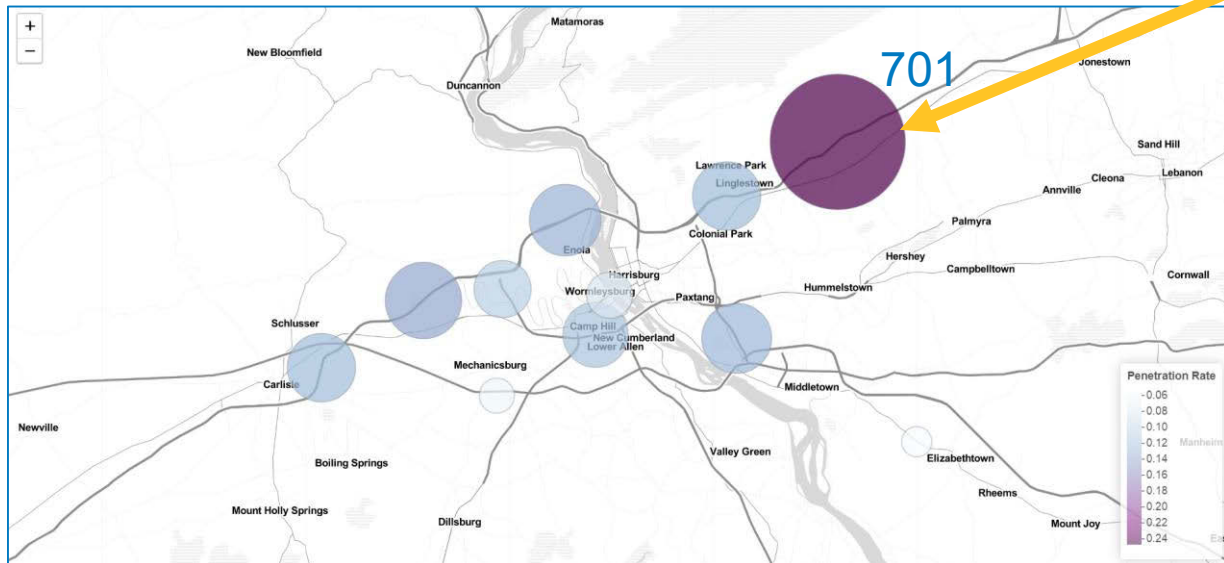 +
−
Matamoras
New Bloomfield
701
Jonestown
Duncannon
Sand Hill
Lawrence Park
Lebanon
Cleona
Linglestown
Annville
Palmyra
Colonial Park
Enola
Hershey
Harrisburg
Campbelltown
Cornwall
Wormleysburg
Paxtang
Hummelstown
Schlusser
Camp Hill
New Cumberland
Lower Allen
Mechanicsburg
Penetration Rate
Carlisle
Middletown
-0.06
-0.08
-0.10
-0.12
-0.14
-0.16
-0.18
-0.20
-0.22
-0.24
Newville
Manheim
Valley Green
Elizabethtown
Boiling Springs
Rheems
Mount Holly Springs
Dillsburg
Mount Joy